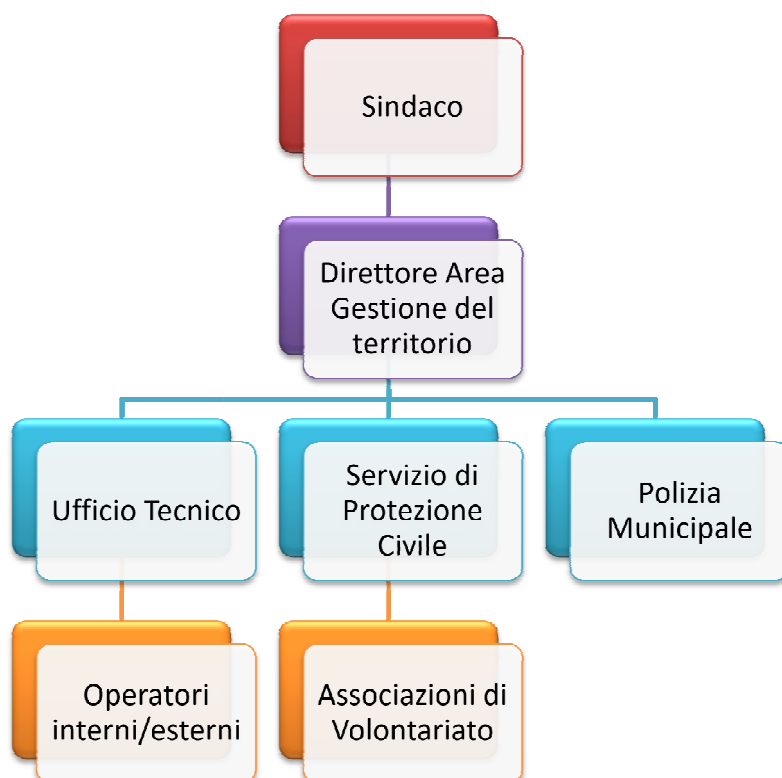 Sindaco
Direttore Area
Gestione del
territorio
Ufficio Tecnico
Servizio di
Protezione
Civile
Polizia
Municipale
Operatori
interni/esterni
Associazioni di
Volontariato